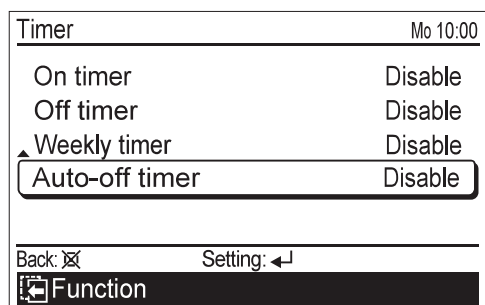 Timer Mo 10:00
On timer Disable
Off timer Disable
Weekly timer Disable
Auto-off timer Disable
Back: Setting:
Function